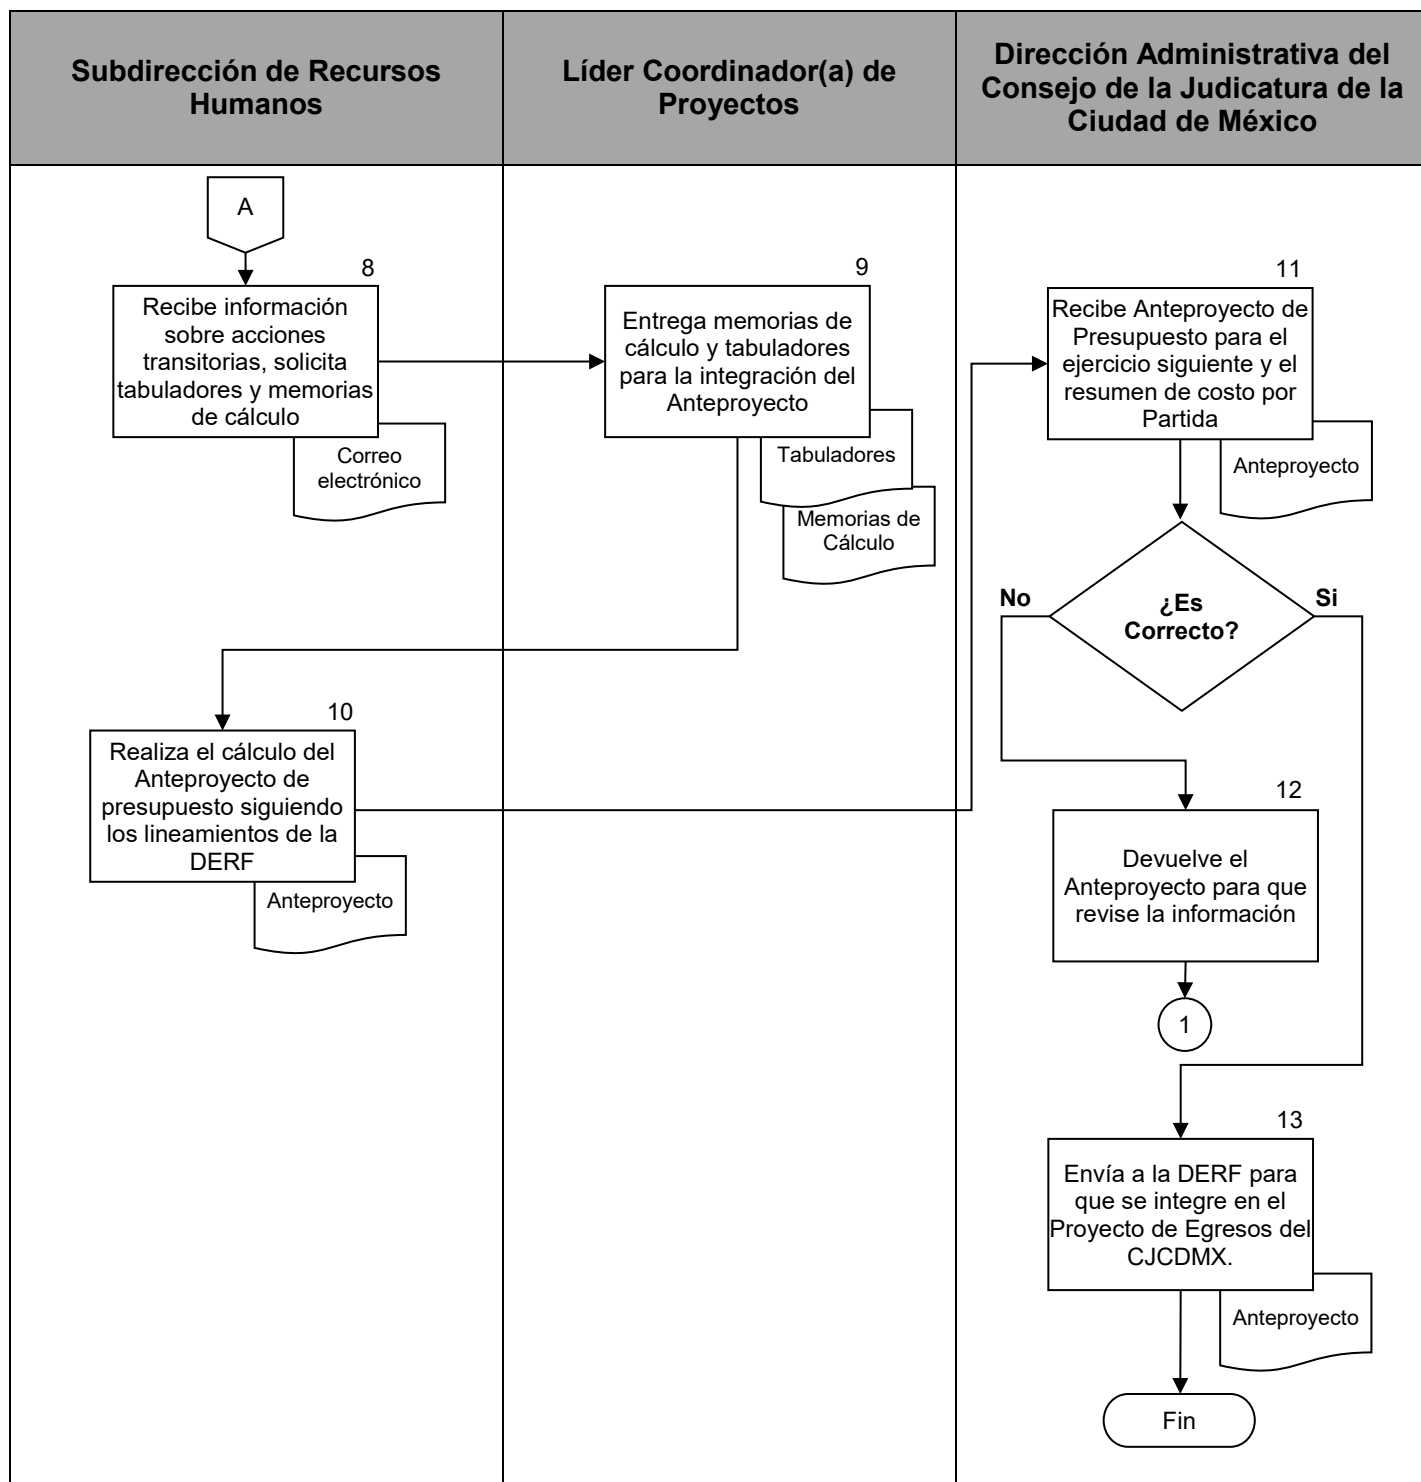 Subdirección de Recursos
Humanos
Líder Coordinador(a) de
Proyectos
Dirección Administrativa del
Consejo de la Judicatura de la
Ciudad de México
A
8
Recibe información
sobre acciones
transitorias, solicita
tabuladores y memorias
de cálculo
Correo
electrónico
9
Entrega memorias de
cálculo y tabuladores
para la integración del
Anteproyecto
Tabuladores
Memorias de
Cálculo
10
Realiza el cálculo del
Anteproyecto de
presupuesto siguiendo
los lineamientos de la
DERF
Anteproyecto
11
Recibe Anteproyecto de
Presupuesto para el
ejercicio siguiente y el
resumen de costo por
Partida
Anteproyecto
No
¿Es
Correcto?
Si
12
Devuelve el
Anteproyecto para que
revise la información
1
13
Envía a la DERF para
que se integre en el
Proyecto de Egresos del
CJCDMX.
Anteproyecto
Fin